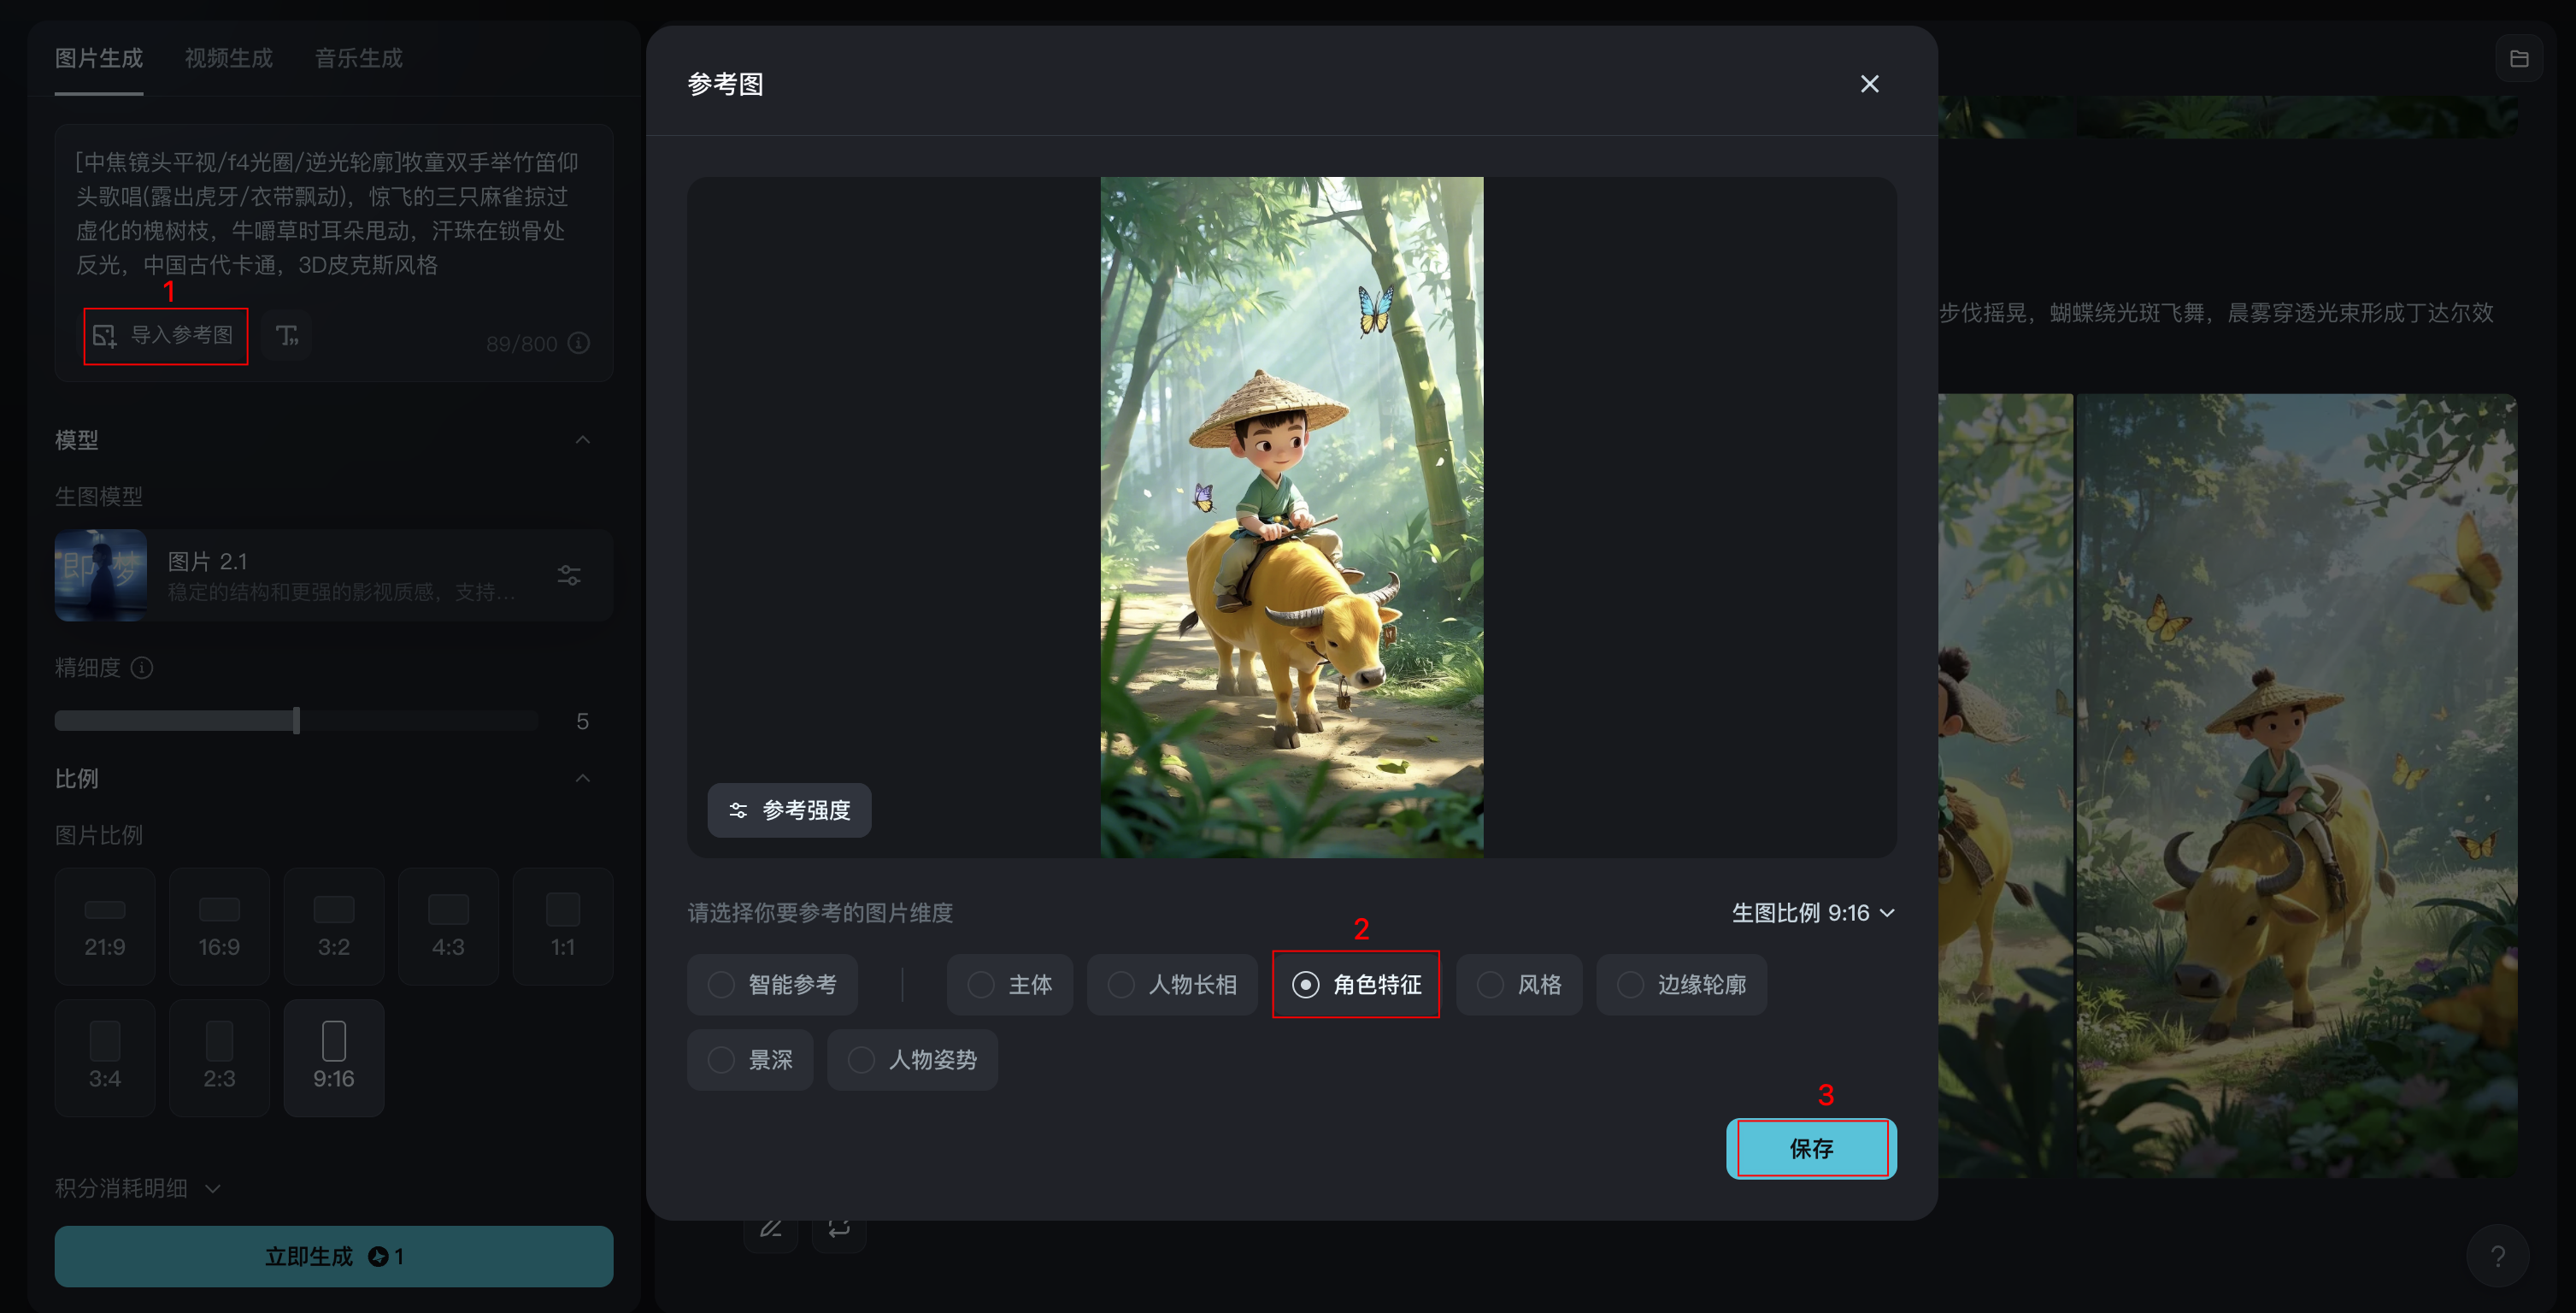 图片生成
视频生成
音乐生成
[中焦镜头平视/f4光圈/逆光轮廓]牧童双手举竹笛仰
头歌唱(露出虎牙/衣带飘动)，惊飞的三只麻雀掠过
虚化的槐树枝，牛嚼草时耳朵甩动，汗珠在锁骨处
反光，中国古代卡通，3D皮克斯风格
1
导入参考图
T
89/800
模型
生图模型
即梦
图片 2.1
稳定的结构和更强的影视质感，支持...
精细度
5
比例
图片比例
21:9
16:9
3:2
4:3
1:1
3:4
2:3
9:16
积分消耗明细
立即生成 1
参考图
参考强度
请选择你要参考的图片维度
生图比例 9:16
2
智能参考
主体
人物长相
角色特征
风格
边缘轮廓
景深
人物姿势
3
保存
步伐摇晃，蝴蝶绕光斑飞舞，晨雾穿透光束形成丁达尔效
?